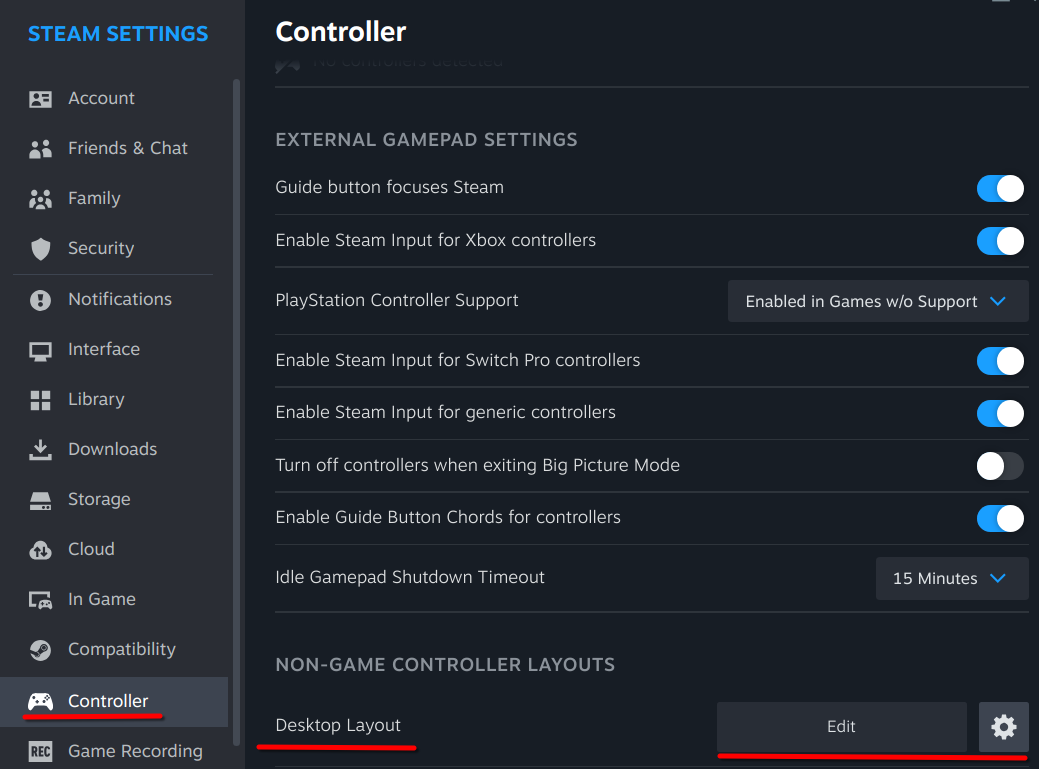 STEAM SETTINGS
Account
Friends & Chat
Family
Security
Notifications
Interface
Library
Downloads
Storage
Cloud
In Game
Compatibility
Controller
REC Game Recording
Controller
No controllers detected
EXTERNAL GAMEPAD SETTINGS
Guide button focuses Steam
Enable Steam Input for Xbox controllers
PlayStation Controller Support Enabled in Games w/o Support
Enable Steam Input for Switch Pro controllers
Enable Steam Input for generic controllers
Turn off controllers when exiting Big Picture Mode
Enable Guide Button Chords for controllers
Idle Gamepad Shutdown Timeout 15 Minutes
NON-GAME CONTROLLER LAYOUTS
Desktop Layout Edit